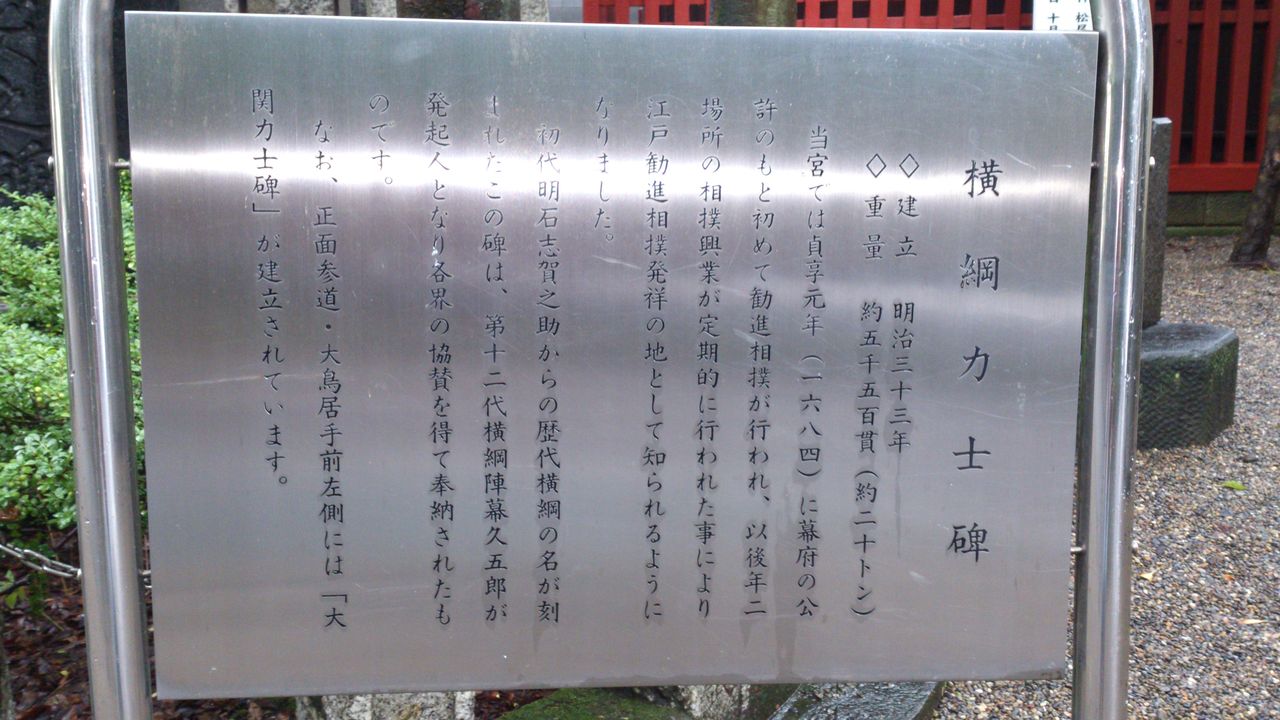 横綱力士碑
◇建立 明治三十三年
◇重量 約五千五百貫（約二十トン）
当宮では貞享元年（一六八四）に幕府の公
許のもと初めて勧進相撲が行われ、以後年二
場所の相撲興業が定期的に行われた事により
江戸勧進相撲発祥の地として知られるように
なりました。
初代明石志賀之助からの歴代横綱の名が刻
まれたこの碑は、第十二代横綱陣幕久五郎が
発起人となり各界の協賛を得て奉納されたも
のです。
なお、正面参道・大鳥居手前左側には「大
関力士碑」が建立されています。